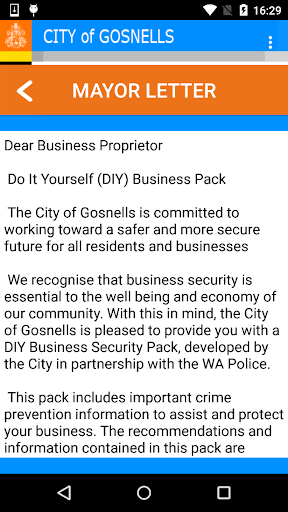 16:29
CITY of GOSNELLS
MAYOR LETTER
Dear Business Proprietor
Do It Yourself (DIY) Business Pack
The City of Gosnells is committed to
working toward a safer and more secure
future for all residents and businesses
We recognise that business security is
essential to the well being and economy of
our community. With this in mind, the City
of Gosnells is pleased to provide you with a
DIY Business Security Pack, developed by
the City in partnership with the WA Police.
This pack includes important crime
prevention information to assist and protect
your business. The recommendations and
information contained in this pack are